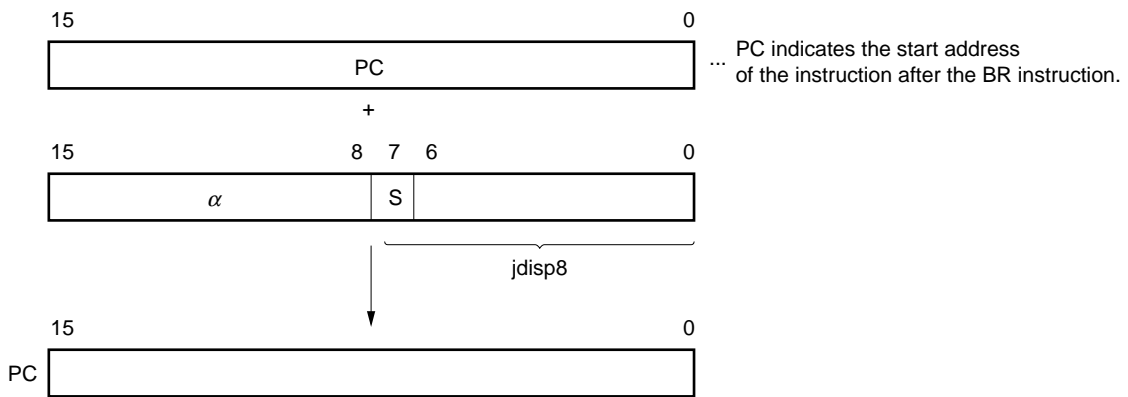 15 0
PC
... PC indicates the start address
of the instruction after the BR instruction.
+
15 8 7 6 0
α S
jdisp8
15 0
PC